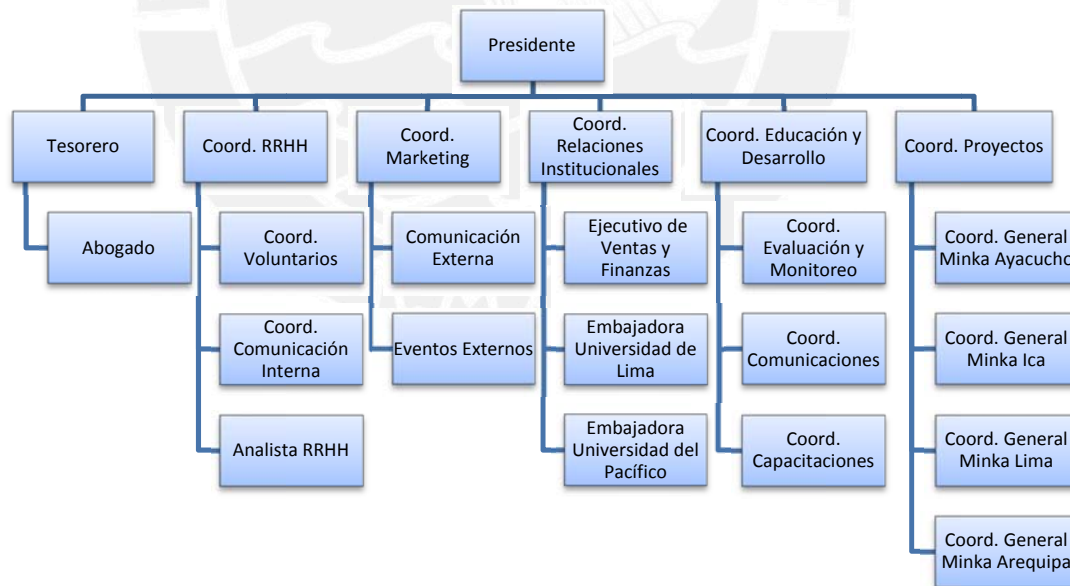 Presidente
Tesorero
Coord. RRHH
Coord.
Marketing
Coord.
Relaciones
Institucionales
Coord. Educación y
Desarrollo
Coord. Proyectos
Abogado
Coord.
Voluntarios
Coord.
Comunicación
Interna
Analista RRHH
Comunicación
Externa
Eventos Externos
Ejecutivo de
Ventas y
Finanzas
Embajadora
Universidad de
Lima
Embajadora
Universidad del
Pacífico
Coord.
Evaluación y
Monitoreo
Coord.
Comunicaciones
Coord.
Capacitaciones
Coord. General
Minka Ayacucho
Coord. General
Minka Ica
Coord. General
Minka Lima
Coord. General
Minka Arequipa